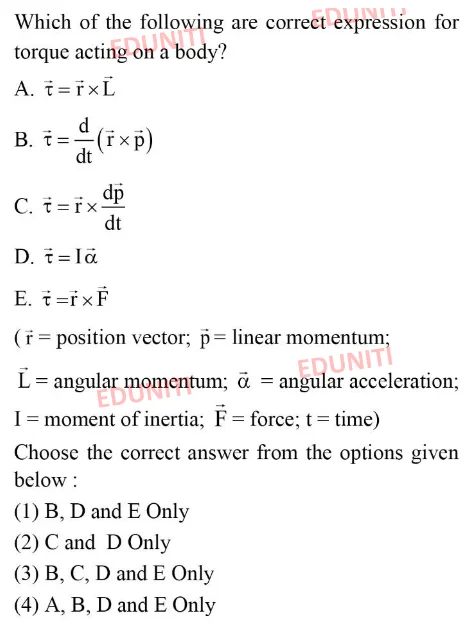 Which of the following are correct expression for
torque acting on a body?
A. τ⃗ = r⃗ × L⃗
B. τ⃗ = d/dt (r⃗ × p⃗)
C. τ⃗ = r⃗ × dp⃗/dt
D. τ⃗ = Iα⃗
E. τ⃗ = r⃗ × F⃗
( r⃗ = position vector; p⃗ = linear momentum;
L⃗ = angular momentum; α⃗ = angular acceleration;
I = moment of inertia; F⃗ = force; t = time)
Choose the correct answer from the options given
below :
(1) B, D and E Only
(2) C and D Only
(3) B, C, D and E Only
(4) A, B, D and E Only
EDUNITI
EDUNITI
EDUNITI
EDUNITI